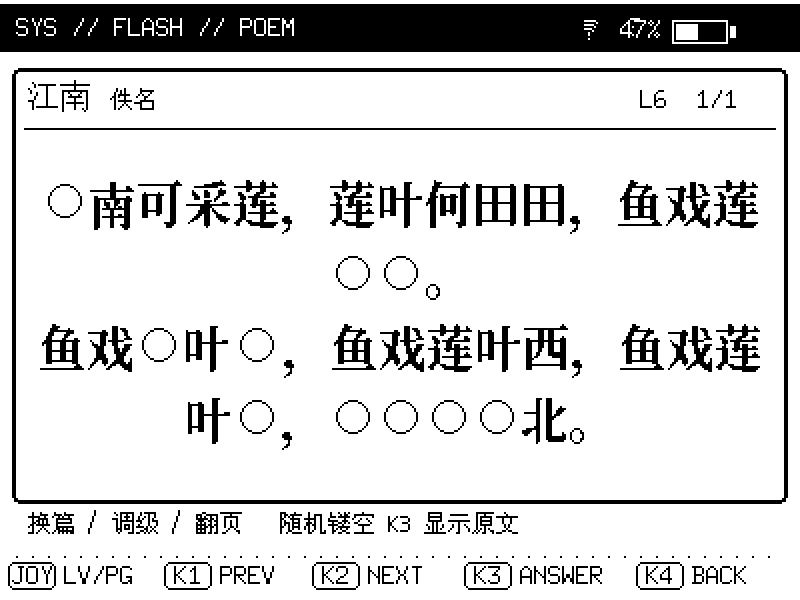 SYS // FLASH // POEM 47%
江南 佚名 L6 1/1
○南可采莲，莲叶何田田，鱼戏莲
○○。
鱼戏○叶○，鱼戏莲叶西，鱼戏莲
叶○，○○○○北。
换篇 / 调级 / 翻页 随机镂空 K3 显示原文
JOY LV/PG K1 PREV K2 NEXT K3 ANSWER K4 BACK